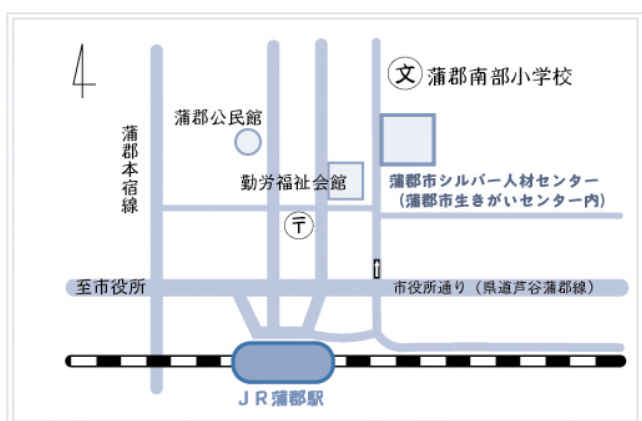 文 蒲郡南部小学校
蒲郡公民館
蒲郡本宿線
勤労福祉会館
蒲郡市シルバー人材センター
（蒲郡市生きがいセンター内）
〒
↑
至市役所
市役所通り（県道芦谷蒲郡線）
ＪＲ蒲郡駅